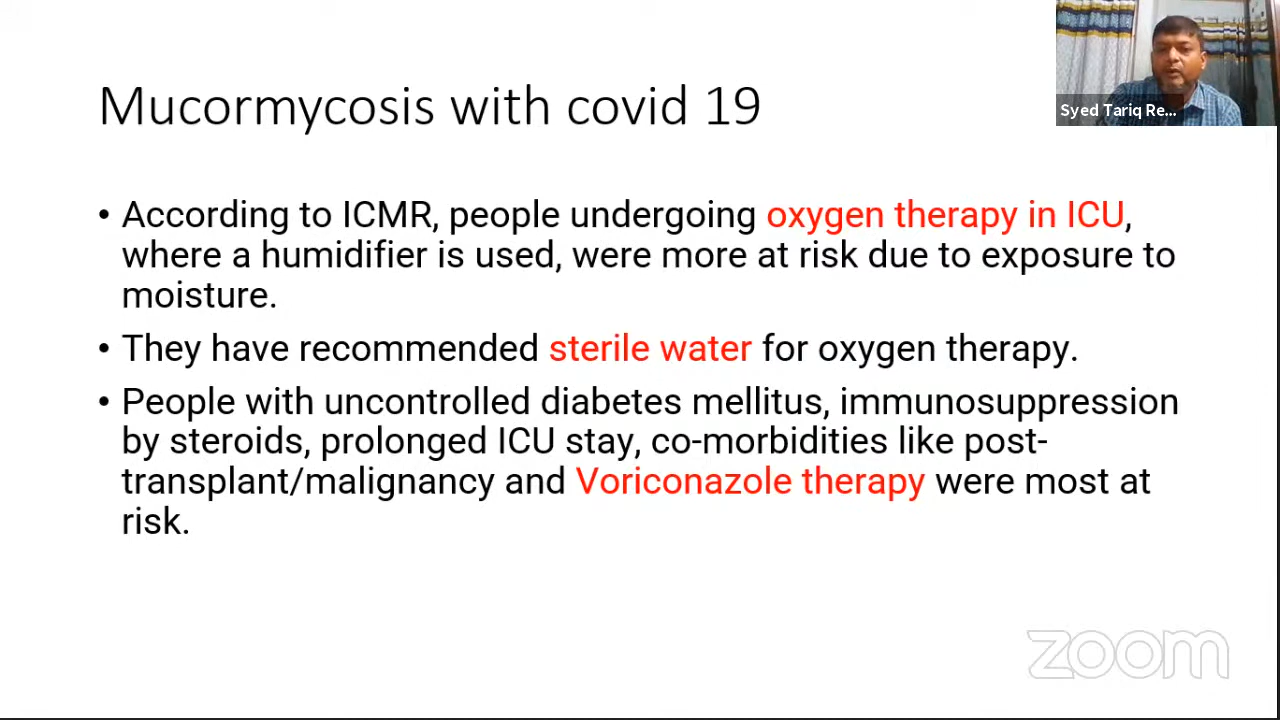 Syed Tariq Re...
Mucormycosis with covid 19
• According to ICMR, people undergoing oxygen therapy in ICU,
where a humidifier is used, were more at risk due to exposure to
moisture.
• They have recommended sterile water for oxygen therapy.
• People with uncontrolled diabetes mellitus, immunosuppression
by steroids, prolonged ICU stay, co-morbidities like post-
transplant/malignancy and Voriconazole therapy were most at
risk.
zoom